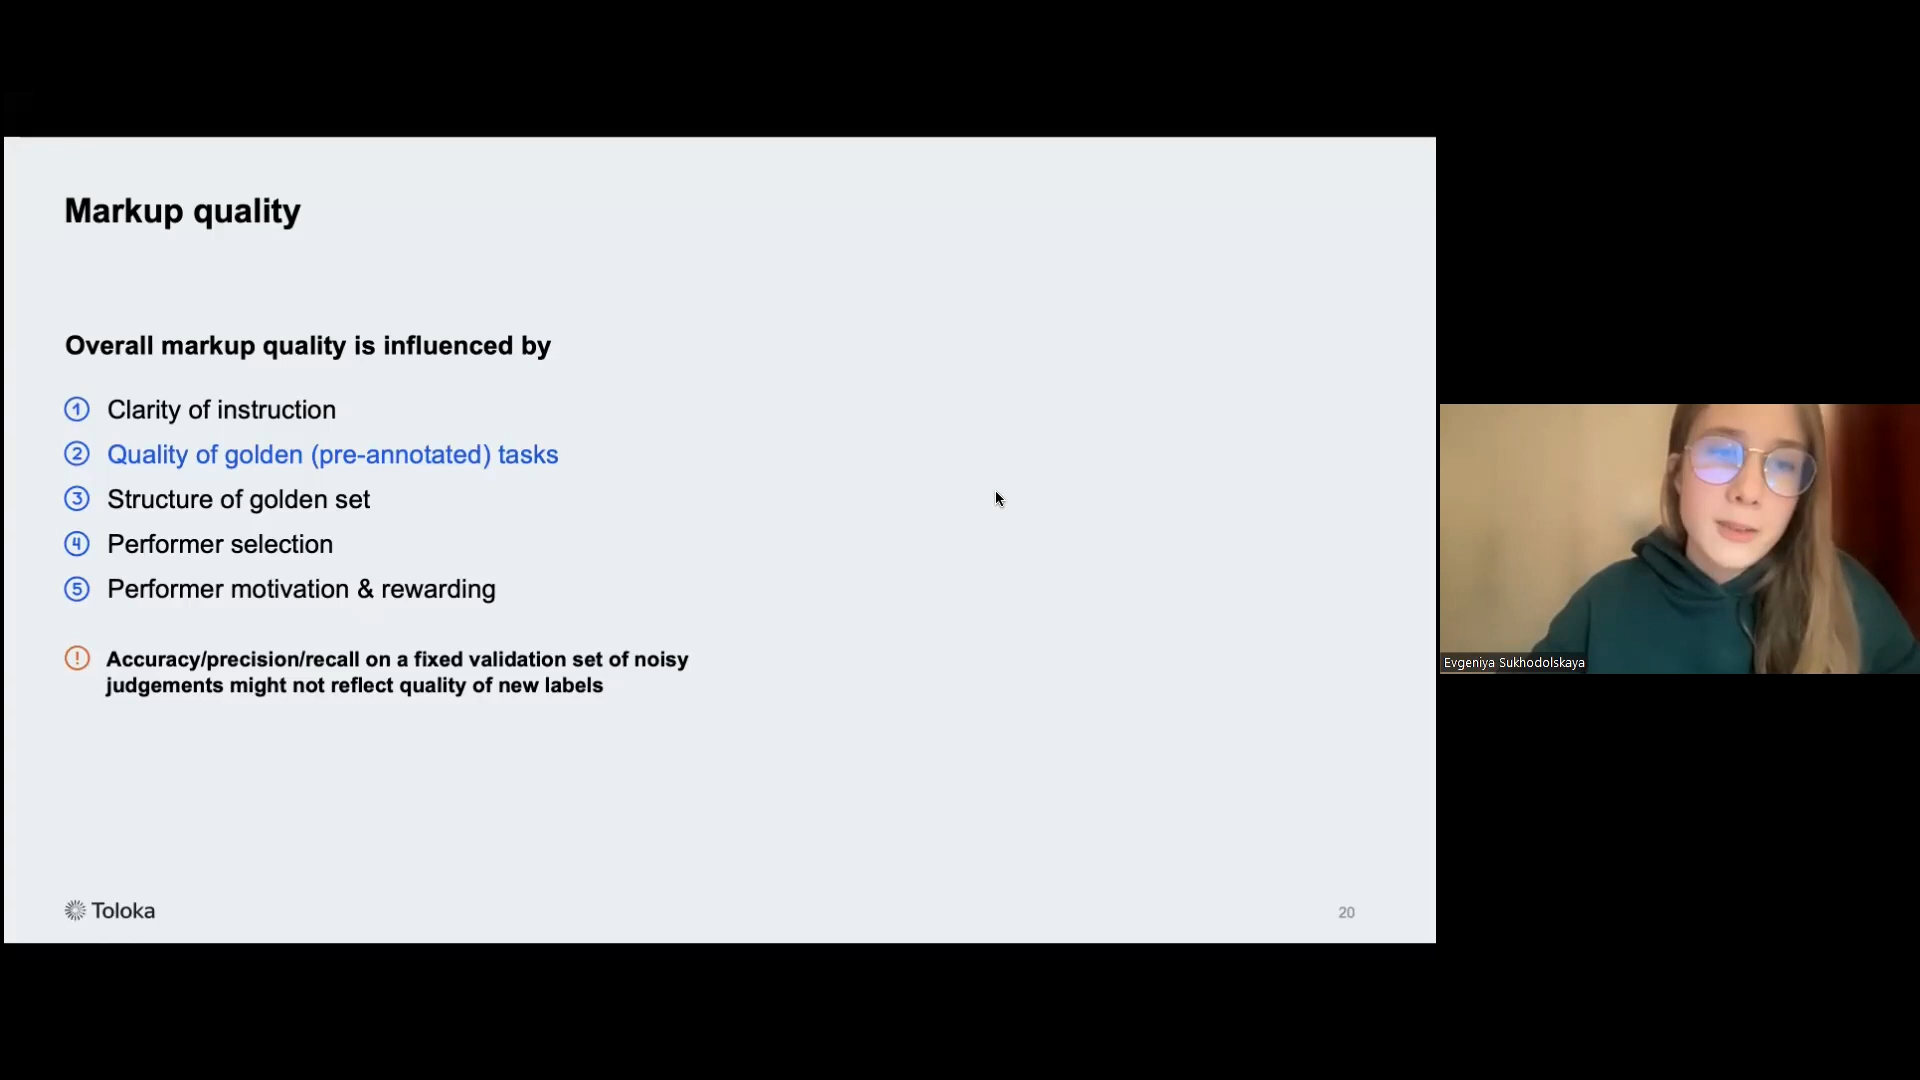 Markup quality
Overall markup quality is influenced by
1 Clarity of instruction
2 Quality of golden (pre-annotated) tasks
3 Structure of golden set
4 Performer selection
5 Performer motivation & rewarding
! Accuracy/precision/recall on a fixed validation set of noisy
judgements might not reflect quality of new labels
Toloka
20
Evgeniya Sukhodolskaya